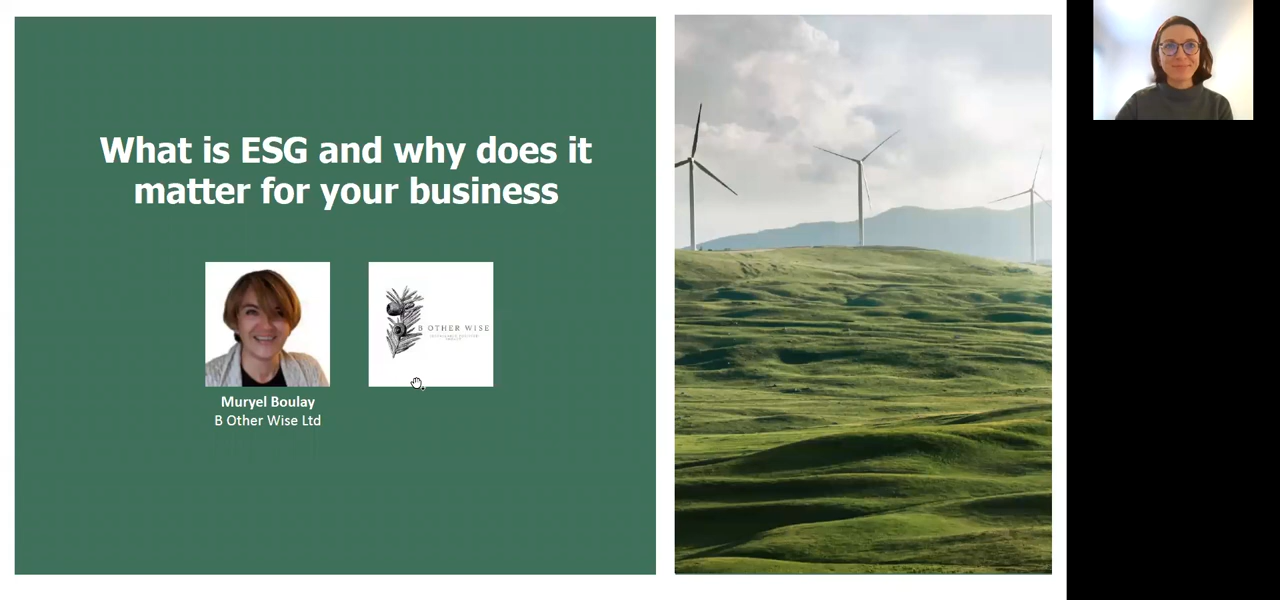 What is ESG and why does it
matter for your business
B OTHER WISE
Muryel Boulay
B Other Wise Ltd